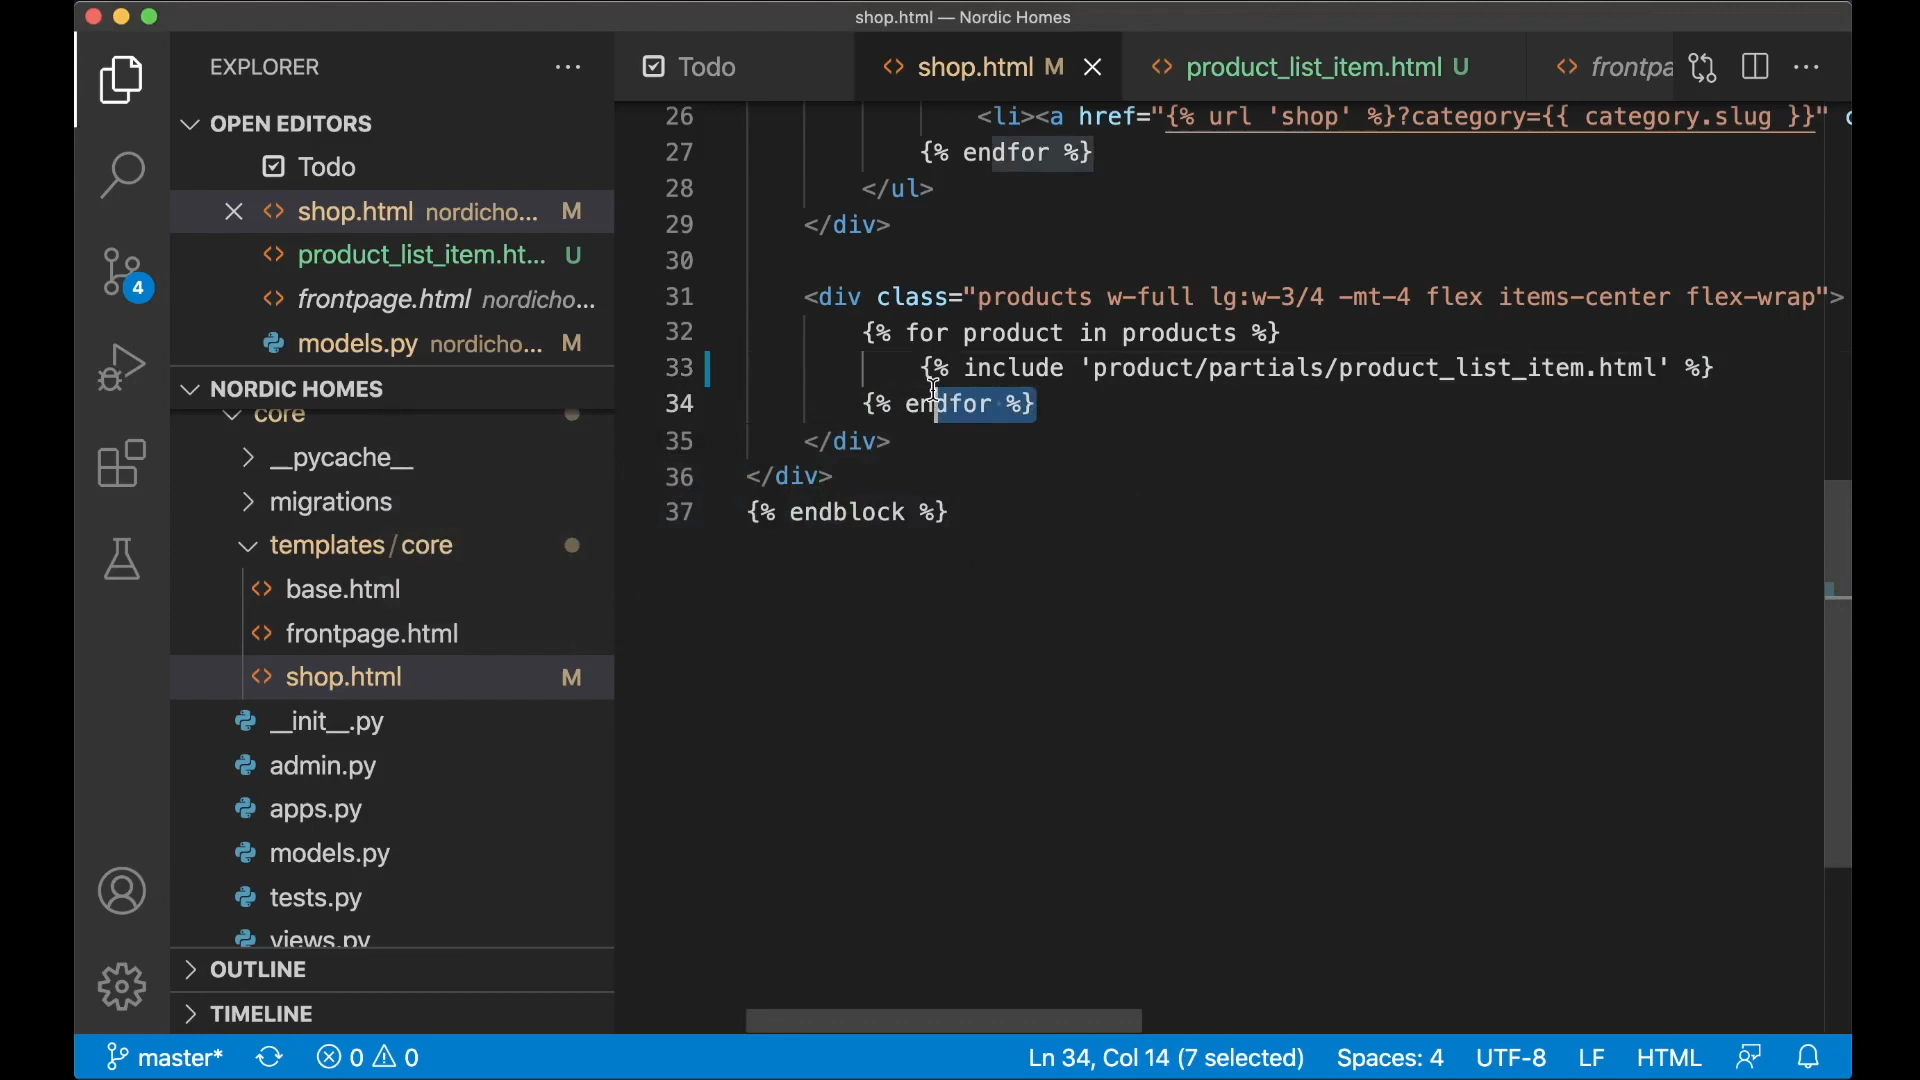 shop.html — Nordic Homes
EXPLORER
Todo
shop.html M
product_list_item.html U
frontpa
OPEN EDITORS
Todo
shop.html nordicho... M
product_list_item.ht... U
frontpage.html nordicho...
models.py nordicho... M
NORDIC HOMES
core
__pycache__
migrations
templates/core
base.html
frontpage.html
shop.html M
__init__.py
admin.py
apps.py
models.py
tests.py
views.py
OUTLINE
TIMELINE
26 <li><a href="{% url 'shop' %}?category={{ category.slug }}" c
27 {% endfor %}
28 </ul>
29 </div>
30
31 <div class="products w-full lg:w-3/4 -mt-4 flex items-center flex-wrap">
32 {% for product in products %}
33 {% include 'product/partials/product_list_item.html' %}
34 {% endfor %}
35 </div>
36 </div>
37 {% endblock %}
4
master* 0 0 Ln 34, Col 14 (7 selected) Spaces: 4 UTF-8 LF HTML